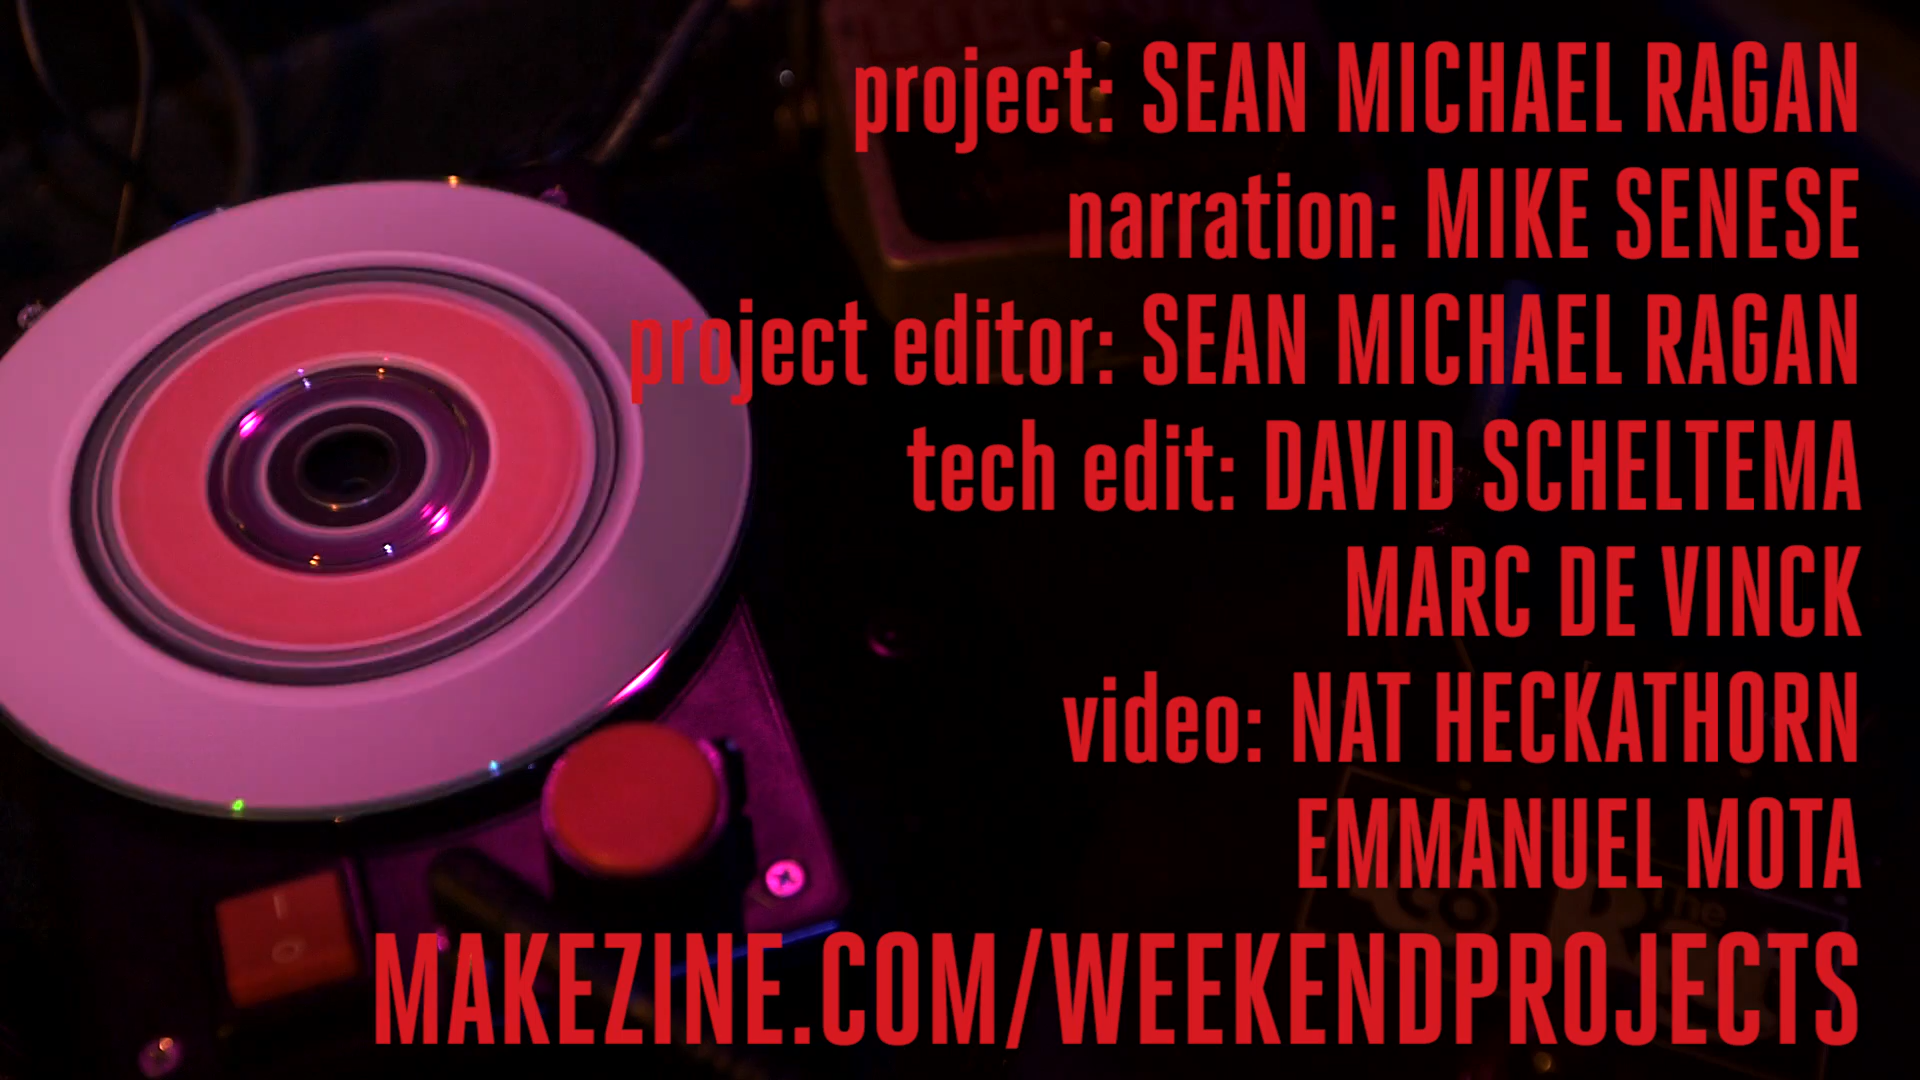 project: SEAN MICHAEL RAGAN
narration: MIKE SENESE
project editor: SEAN MICHAEL RAGAN
tech edit: DAVID SCHELTEMA
MARC DE VINCK
video: NAT HECKATHORN
EMMANUEL MOTA
The
MAKEZINE.COM/WEEKENDPROJECTS